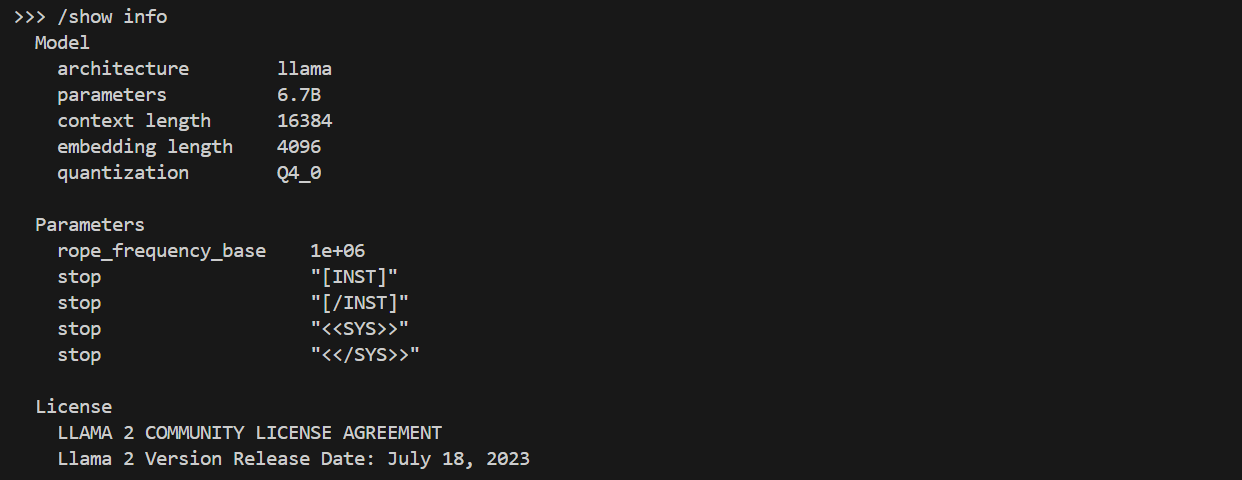 >>> /show info
Model
architecture llama
parameters 6.7B
context length 16384
embedding length 4096
quantization Q4_0
Parameters
rope_frequency_base 1e+06
stop "[INST]"
stop "[/INST]"
stop "<<SYS>>"
stop "<</SYS>>"
License
LLAMA 2 COMMUNITY LICENSE AGREEMENT
Llama 2 Version Release Date: July 18, 2023